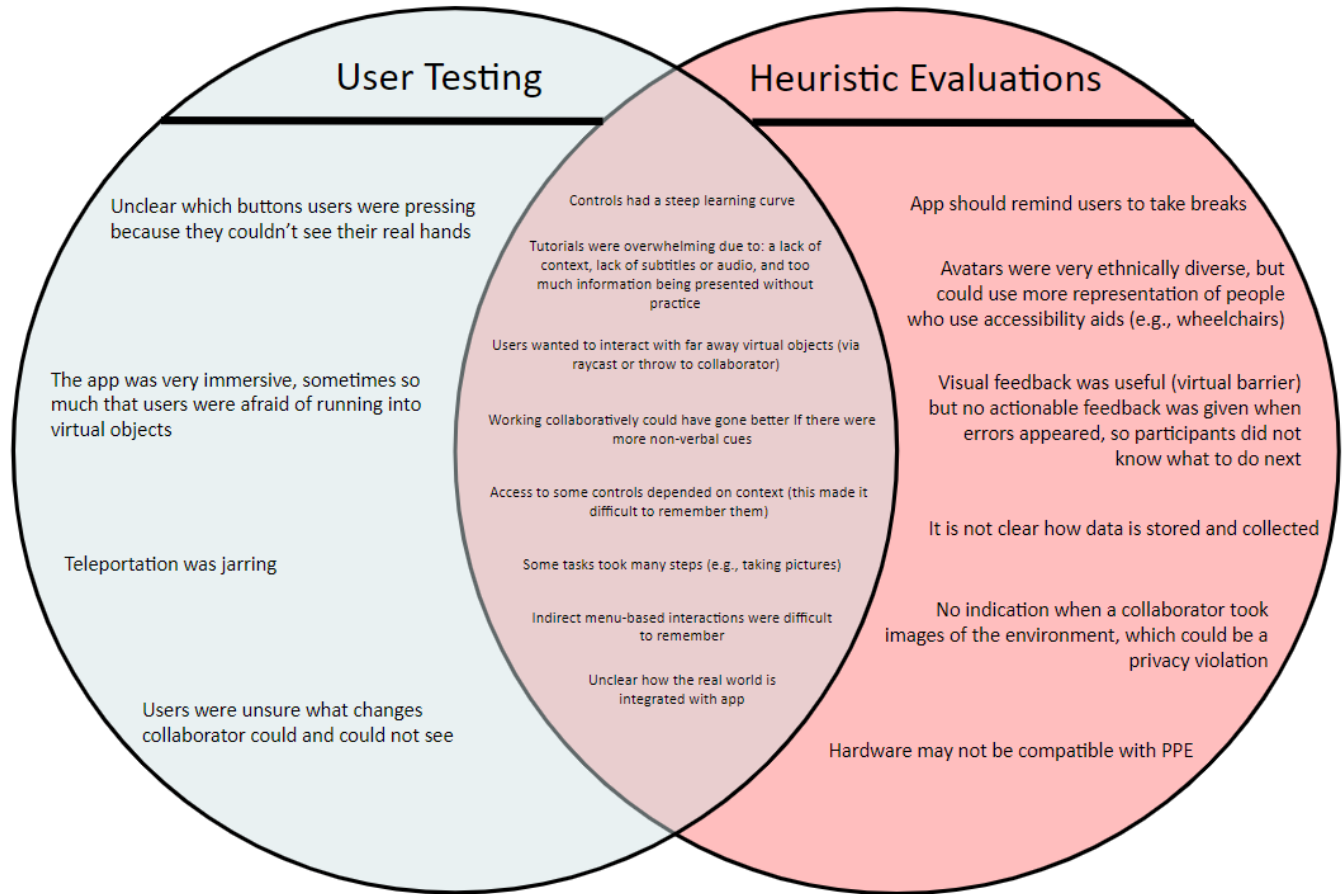 User Testing
Heuristic Evaluations
Unclear which buttons users were pressing
because they couldn't see their real hands
The app was very immersive, sometimes so
much that users were afraid of running into
virtual objects
Teleportation was jarring
Users were unsure what changes
collaborator could and could not see
Controls had a steep learning curve
Tutorials were overwhelming due to: a lack of
context, lack of subtitles or audio, and too
much information being presented without
practice
Users wanted to interact with far away virtual objects (via
raycast or throw to collaborator)
Working collaboratively could have gone better If there were
more non-verbal cues
Access to some controls depended on context (this made it
difficult to remember them)
Some tasks took many steps (e.g., taking pictures)
Indirect menu-based interactions were difficult
to remember
Unclear how the real world is
integrated with app
App should remind users to take breaks
Avatars were very ethnically diverse, but
could use more representation of people
who use accessibility aids (e.g., wheelchairs)
Visual feedback was useful (virtual barrier)
but no actionable feedback was given when
errors appeared, so participants did not
know what to do next
It is not clear how data is stored and collected
No indication when a collaborator took
images of the environment, which could be a
privacy violation
Hardware may not be compatible with PPE